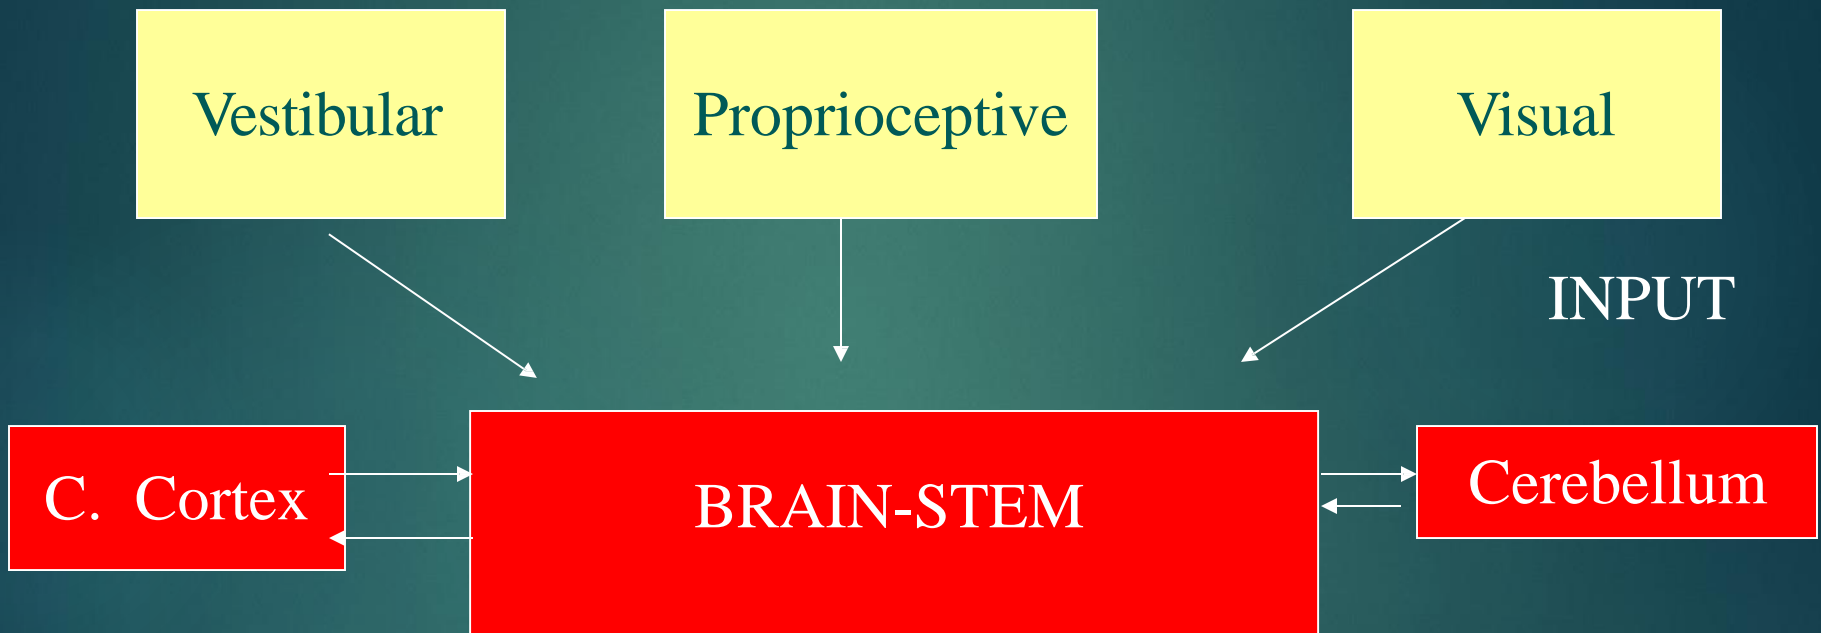 Vestibular
Proprioceptive
Visual
INPUT
C. Cortex
BRAIN-STEM
Cerebellum